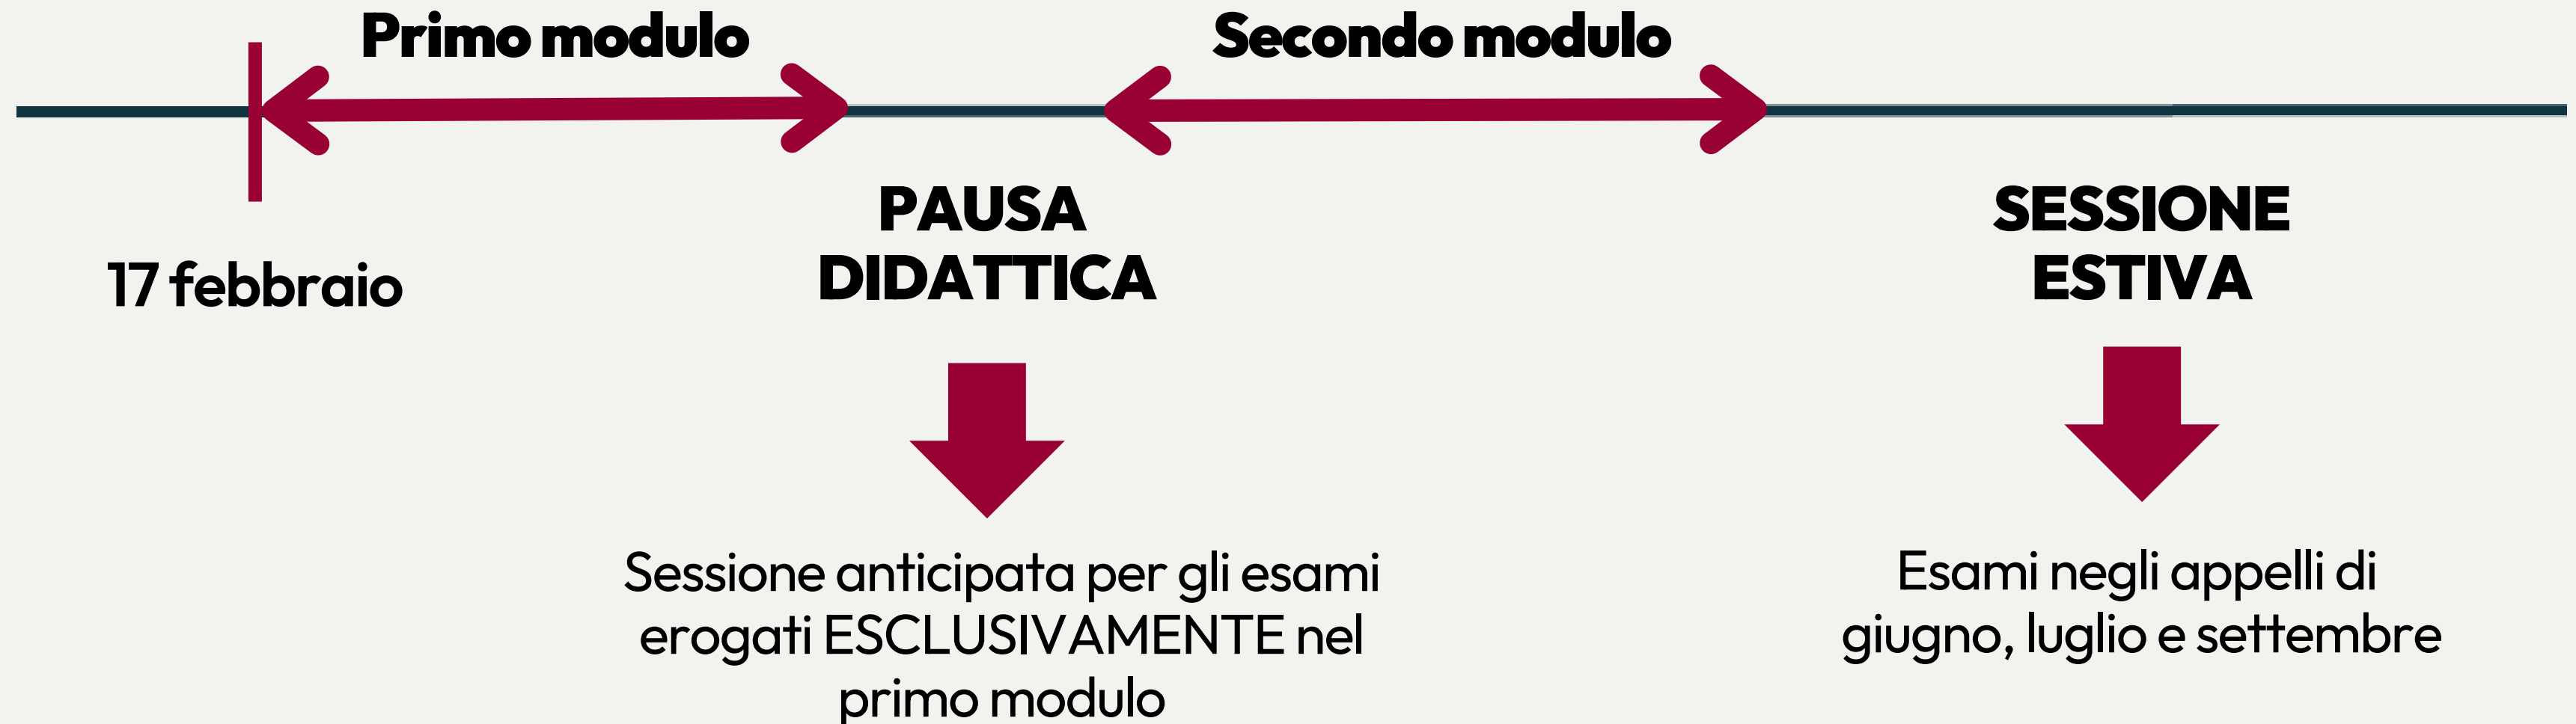 Primo modulo
Secondo modulo
17 febbraio
PAUSA
DIDATTICA
SESSIONE
ESTIVA
Sessione anticipata per gli esami
erogati ESCLUSIVAMENTE nel
primo modulo
Esami negli appelli di
giugno, luglio e settembre